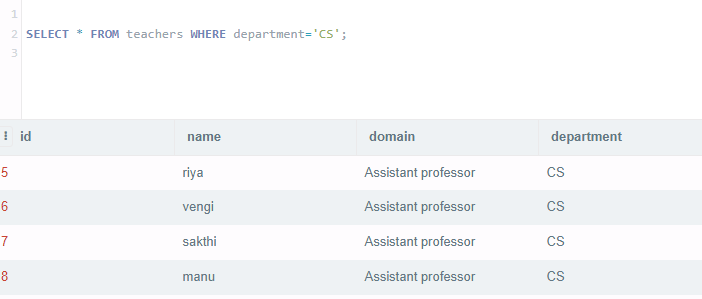 1
2 SELECT * FROM teachers WHERE department='CS';
3
id name domain department
5 riya Assistant professor CS
6 vengi Assistant professor CS
7 sakthi Assistant professor CS
8 manu Assistant professor CS